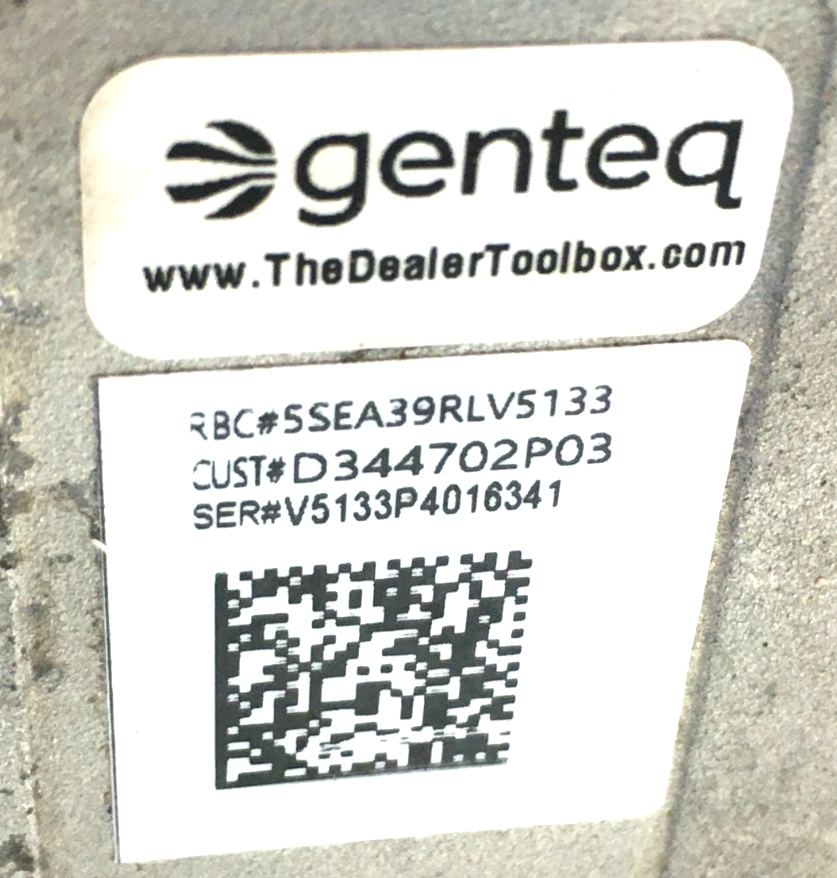 genteq
www.TheDealerToolbox.com
RBC#5SEA39RLV5133
CUST#D344702P03
SER#V5133P4016341